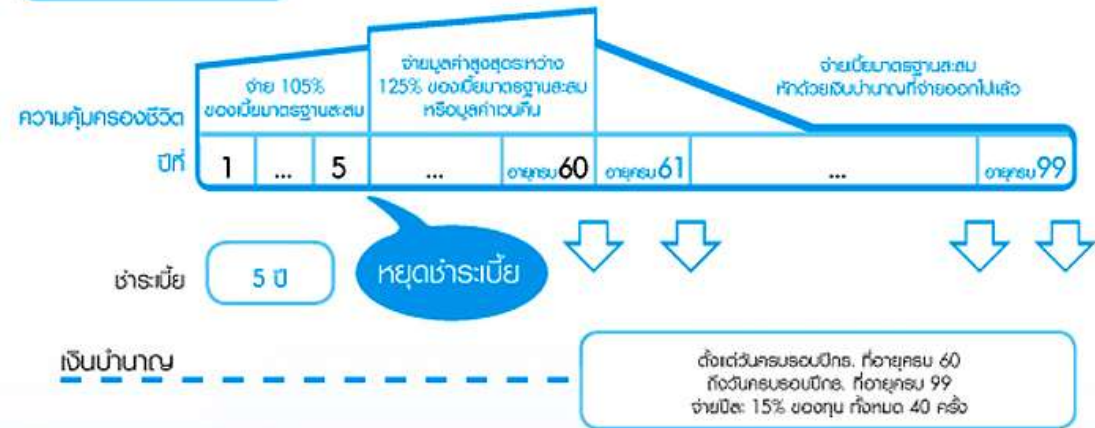 จ่าย 105%
ของเบี้ยมาตรฐานสะสม
จ่ายมูลค่าสูงสุดระหว่าง
125% ของเบี้ยมาตรฐานสะสม
หรือมูลค่าเวนคืน
จ่ายเบี้ยมาตรฐานสะสม
หักด้วยเงินบำนาญที่จ่ายออกไปแล้ว
ความคุ้มครองชีวิต
ปีที่ 1 ... 5 ... อายุครบ 60 อายุครบ 61 ... อายุครบ 99
ชำระเบี้ย 5 ปี
หยุดชำระเบี้ย
เงินบำนาญ
ตั้งแต่วันครบรอบปีกธ. ที่อายุครบ 60
ถึงวันครบรอบปีกธ. ที่อายุครบ 99
จ่ายปีละ 15% ของทุน ทั้งหมด 40 ครั้ง